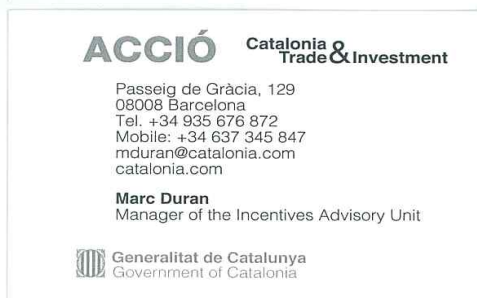 ACCIÓ
Catalonia
Trade & Investment
Passeig de Gràcia, 129
08008 Barcelona
Tel. +34 935 676 872
Mobile: +34 637 345 847
mduran@catalonia.com
catalonia.com
Marc Duran
Manager of the Incentives Advisory Unit
Generalitat de Catalunya
Government of Catalonia